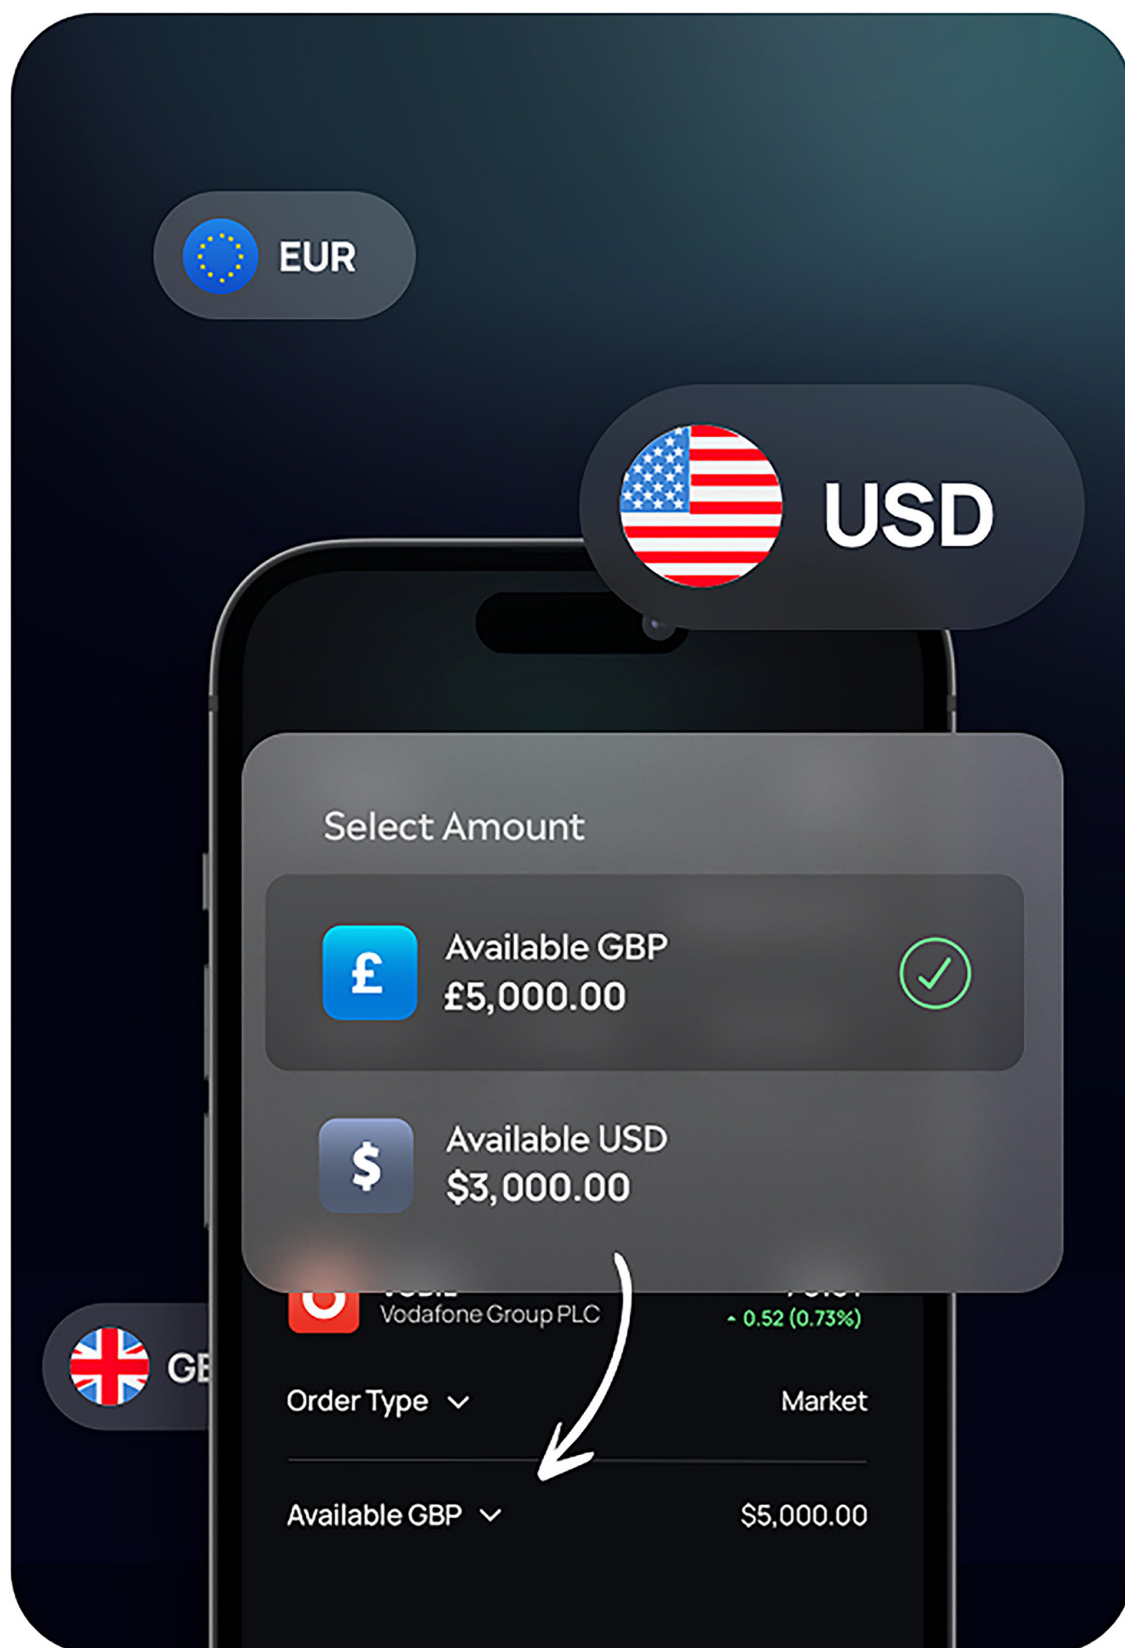 EUR
USD
Select Amount
£
Available GBP
£5,000.00
$
Available USD
$3,000.00
Vodafone Group PLC
0.52 (0.73%)
Order Type
Market
Available GBP
$5,000.00